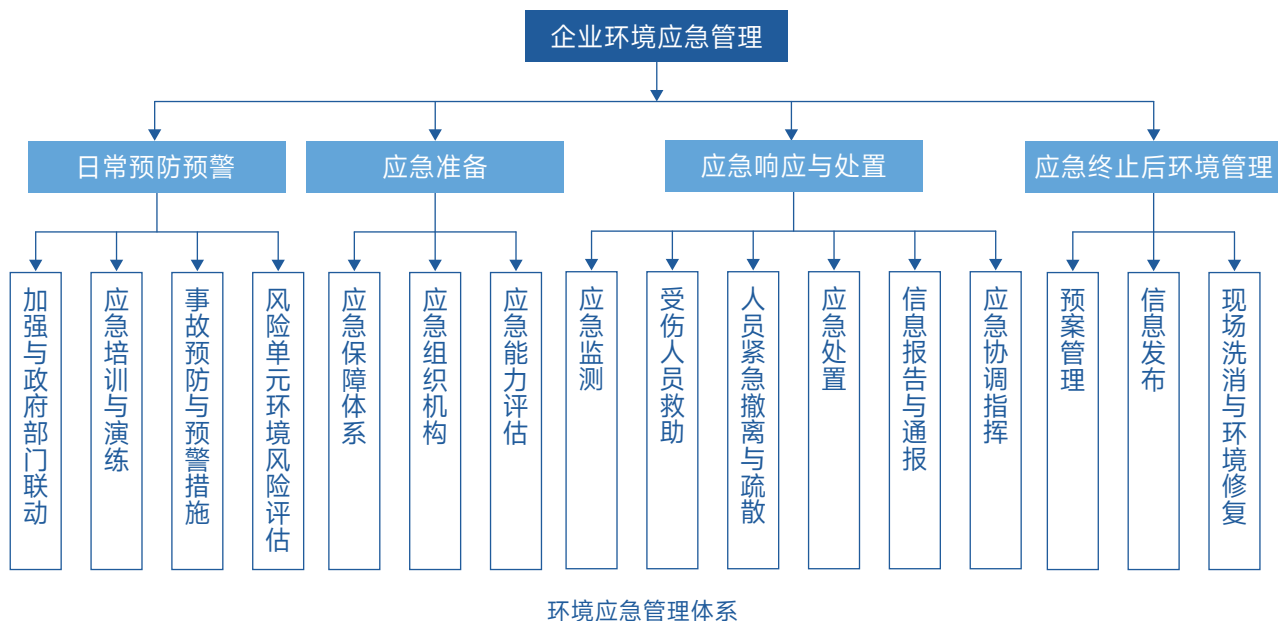 企业环境应急管理
日常预防预警
应急准备
应急响应与处置
应急终止后环境管理
加强与政府部门联动
应急培训与演练
事故预防与预警措施
风险单元环境风险评估
应急保障体系
应急组织机构
应急能力评估
应急监测
受伤人员救助
人员紧急撤离与疏散
应急处置
信息报告与通报
应急协调指挥
预案管理
信息发布
现场洗消与环境修复
环境应急管理体系